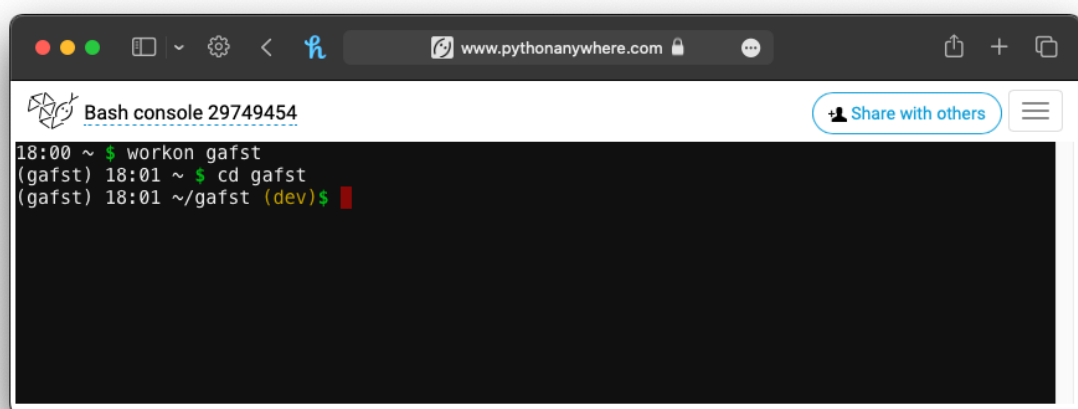 www.pythonanywhere.com
Bash console 29749454
Share with others
18:00 ~ $ workon gafst
(gafst) 18:01 ~ $ cd gafst
(gafst) 18:01 ~/gafst (dev)$